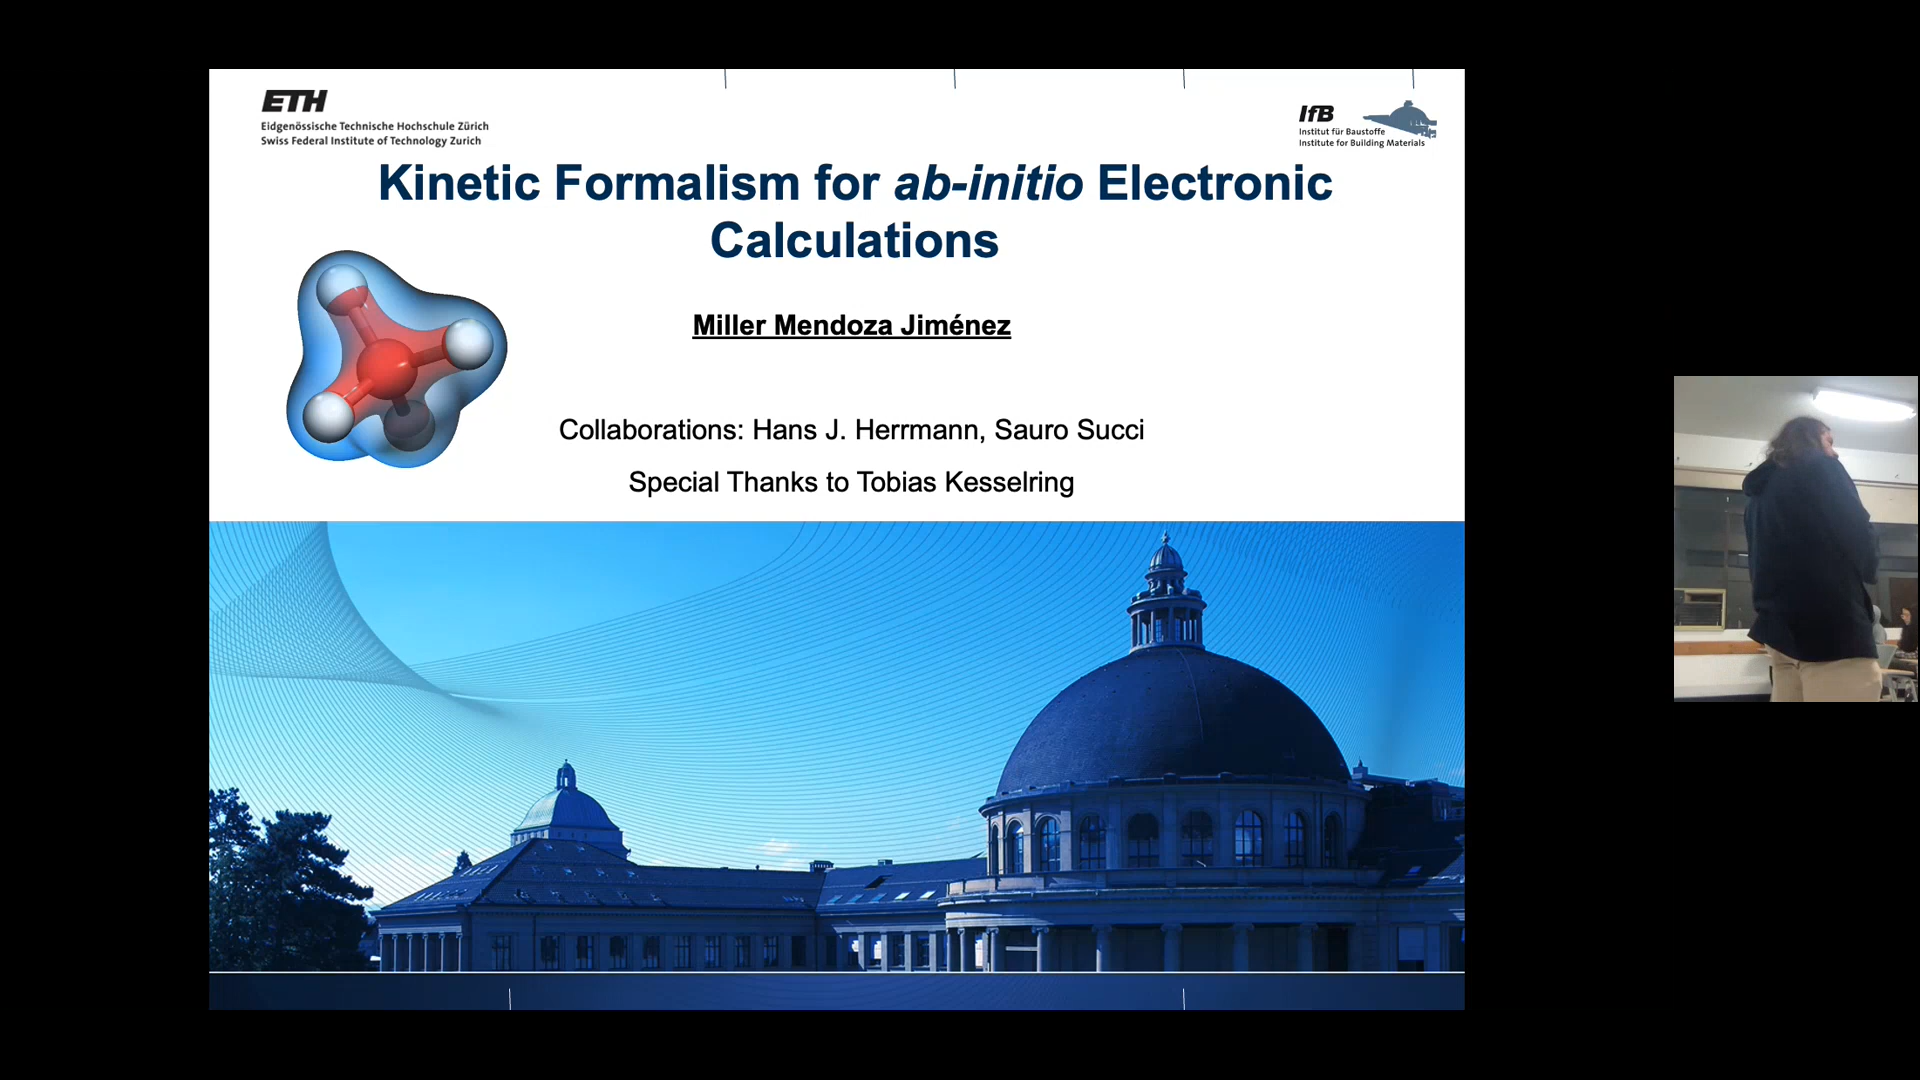 ETH
Eidgenössische Technische Hochschule Zürich
Swiss Federal Institute of Technology Zurich
IfB
Institut für Baustoffe
Institute for Building Materials
Kinetic Formalism for ab-initio Electronic
Calculations
Miller Mendoza Jiménez
Collaborations: Hans J. Herrmann, Sauro Succi
Special Thanks to Tobias Kesselring